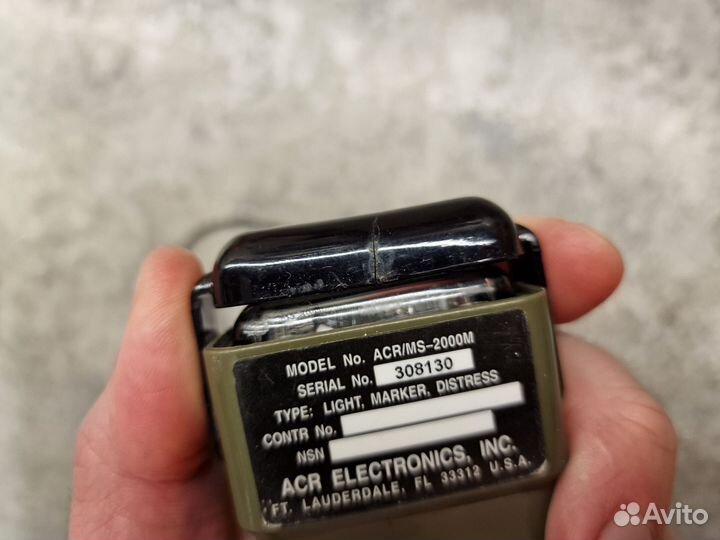 MODEL No. ACR/MS-2000M
SERIAL No. 308130
TYPE: LIGHT, MARKER, DISTRESS
CONTR No.
NSN
ACR ELECTRONICS, INC.
FT. LAUDERDALE, FL 33312 U.S.A.
Avito